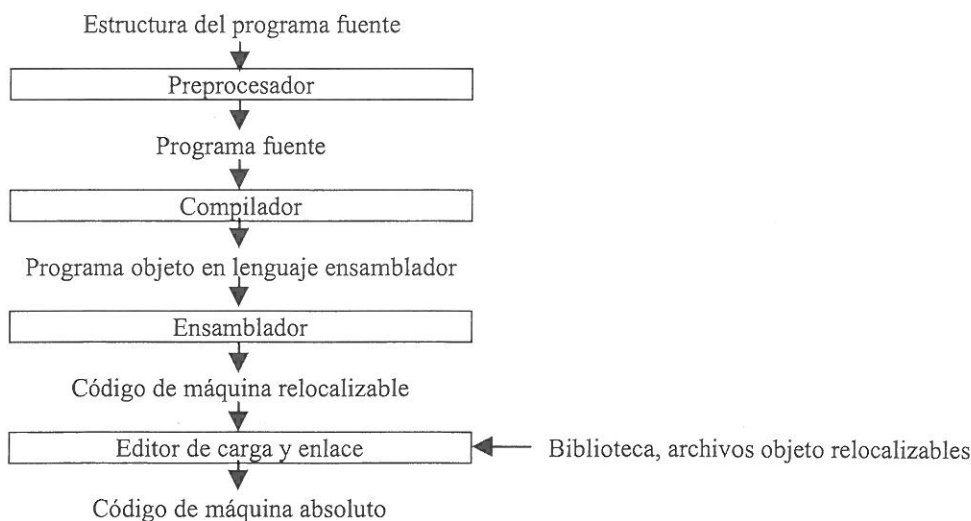 Estructura del programa fuente
Preprocesador
Programa fuente
Compilador
Programa objeto en lenguaje ensamblador
Ensamblador
Código de máquina relocalizable
Editor de carga y enlace
Biblioteca, archivos objeto relocalizables
Código de máquina absoluto